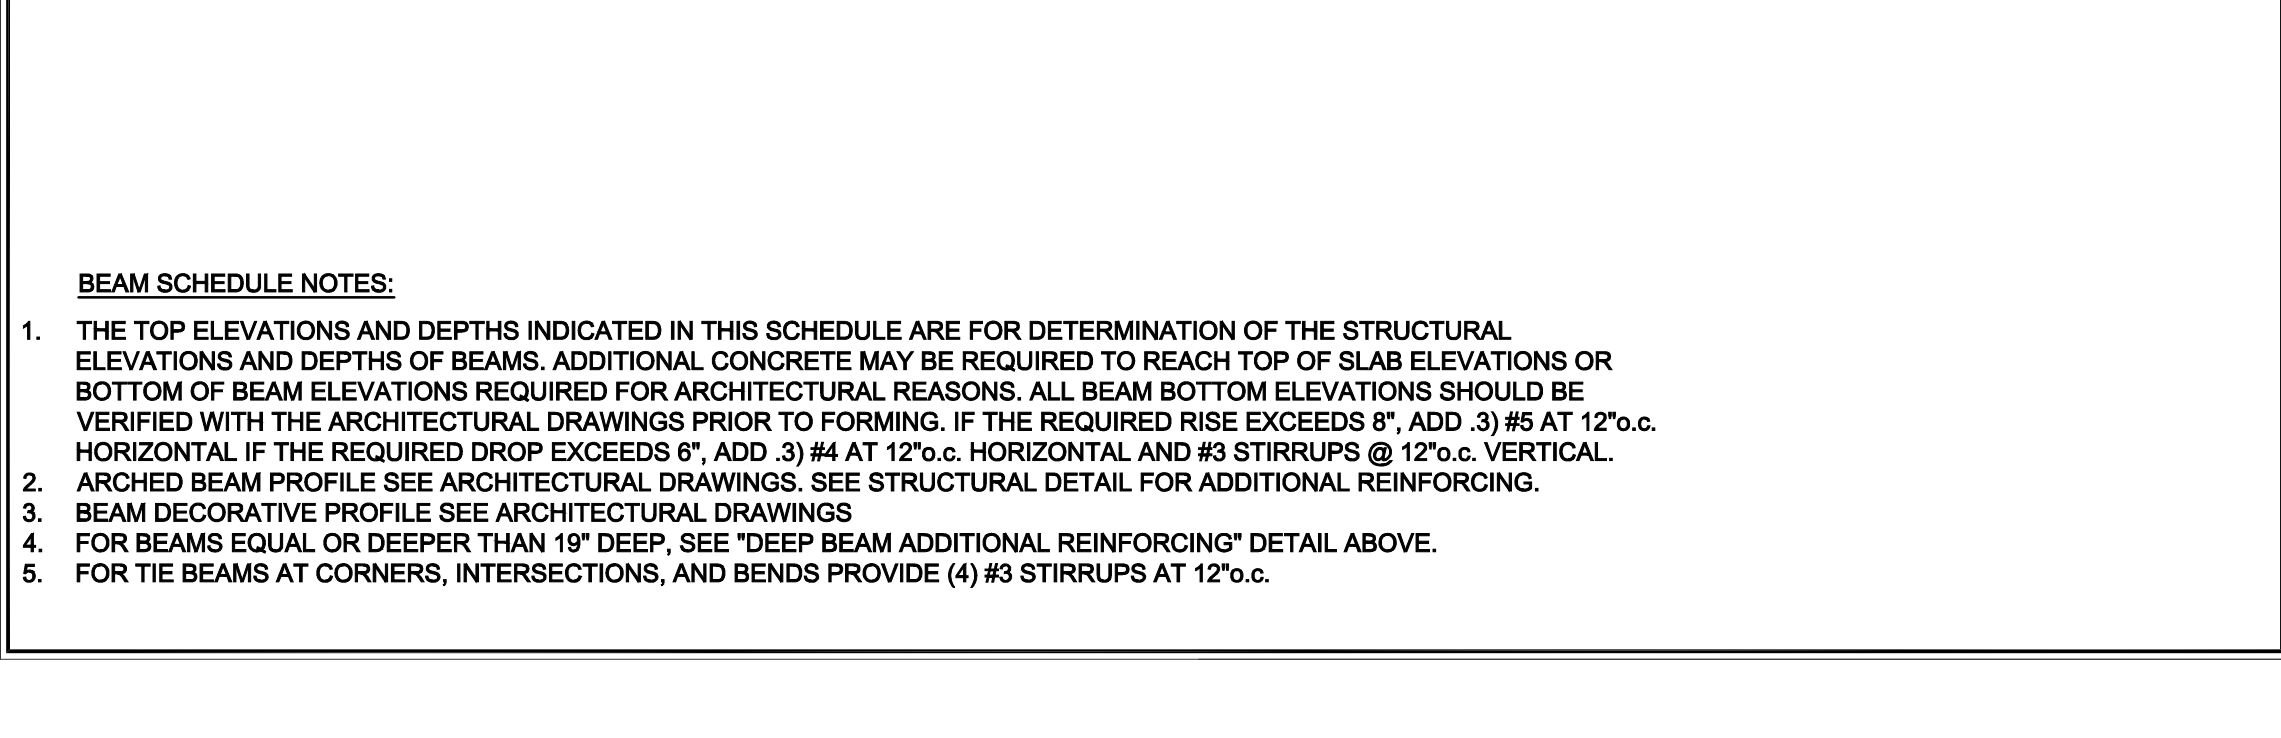 BEAM SCHEDULE NOTES:
1. THE TOP ELEVATIONS AND DEPTHS INDICATED IN THIS SCHEDULE ARE FOR DETERMINATION OF THE STRUCTURAL
ELEVATIONS AND DEPTHS OF BEAMS. ADDITIONAL CONCRETE MAY BE REQUIRED TO REACH TOP OF SLAB ELEVATIONS OR
BOTTOM OF BEAM ELEVATIONS REQUIRED FOR ARCHITECTURAL REASONS. ALL BEAM BOTTOM ELEVATIONS SHOULD BE
VERIFIED WITH THE ARCHITECTURAL DRAWINGS PRIOR TO FORMING. IF THE REQUIRED RISE EXCEEDS 8", ADD .3) #5 AT 12"o.c.
HORIZONTAL IF THE REQUIRED DROP EXCEEDS 6", ADD .3) #4 AT 12"o.c. HORIZONTAL AND #3 STIRRUPS @ 12"o.c. VERTICAL.
2. ARCHED BEAM PROFILE SEE ARCHITECTURAL DRAWINGS. SEE STRUCTURAL DETAIL FOR ADDITIONAL REINFORCING.
3. BEAM DECORATIVE PROFILE SEE ARCHITECTURAL DRAWINGS
4. FOR BEAMS EQUAL OR DEEPER THAN 19" DEEP, SEE "DEEP BEAM ADDITIONAL REINFORCING" DETAIL ABOVE.
5. FOR TIE BEAMS AT CORNERS, INTERSECTIONS, AND BENDS PROVIDE (4) #3 STIRRUPS AT 12"o.c.